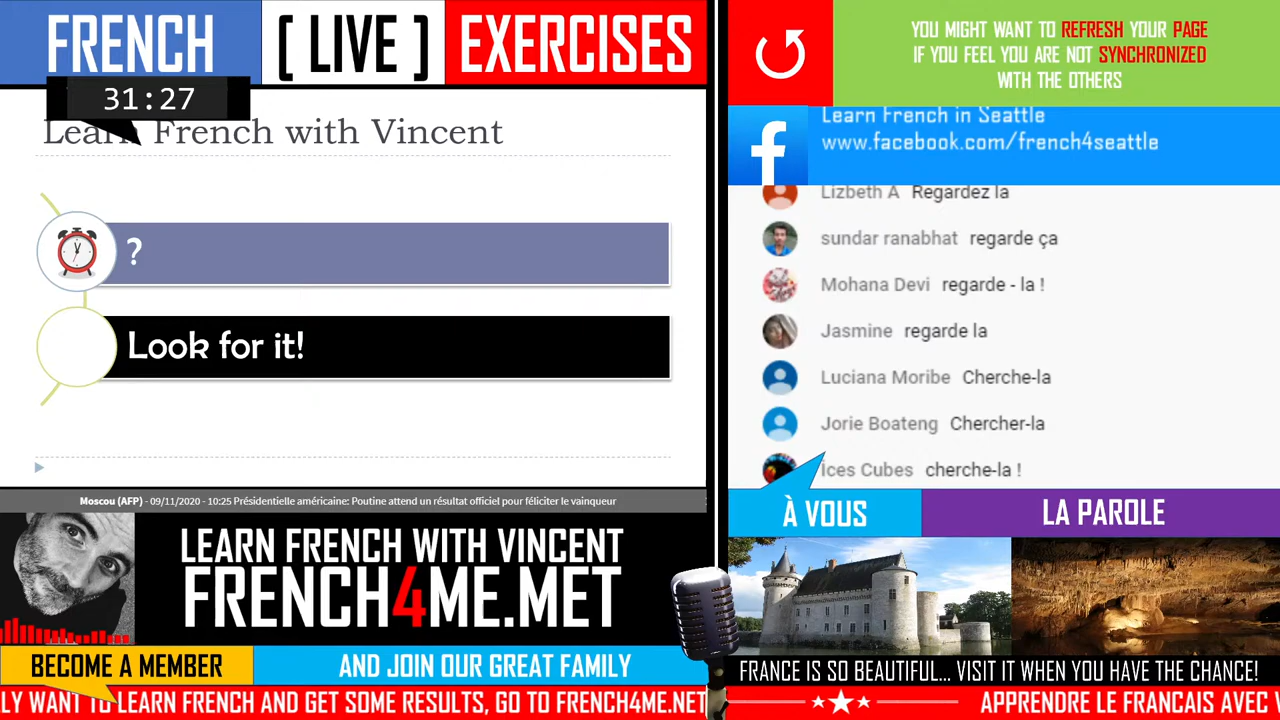 FRENCH
[ LIVE ]
EXERCISES
31:27
Learn French with Vincent
?
Look for it!
Moscou (AFP) - 09/11/2020 - 10:25 Présidentielle américaine: Poutine attend un résultat officiel pour féliciter le vainqueur
LEARN FRENCH WITH VINCENT
FRENCH4ME.MET
BECOME A MEMBER
AND JOIN OUR GREAT FAMILY
LY WANT TO LEARN FRENCH AND GET SOME RESULTS, GO TO FRENCH4ME.NET
YOU MIGHT WANT TO REFRESH YOUR PAGE
IF YOU FEEL YOU ARE NOT SYNCHRONIZED
WITH THE OTHERS
Learn French in Seattle
www.facebook.com/french4seattle
Lizbeth A Regardez la
sundar ranabhat regarde ça
Mohana Devi regarde - la !
Jasmine regarde la
Luciana Moribe Cherche-la
Jorie Boateng Chercher-la
Ices Cubes cherche-la !
À VOUS
LA PAROLE
FRANCE IS SO BEAUTIFUL... VISIT IT WHEN YOU HAVE THE CHANCE!
APPRENDRE LE FRANCAIS AVEC